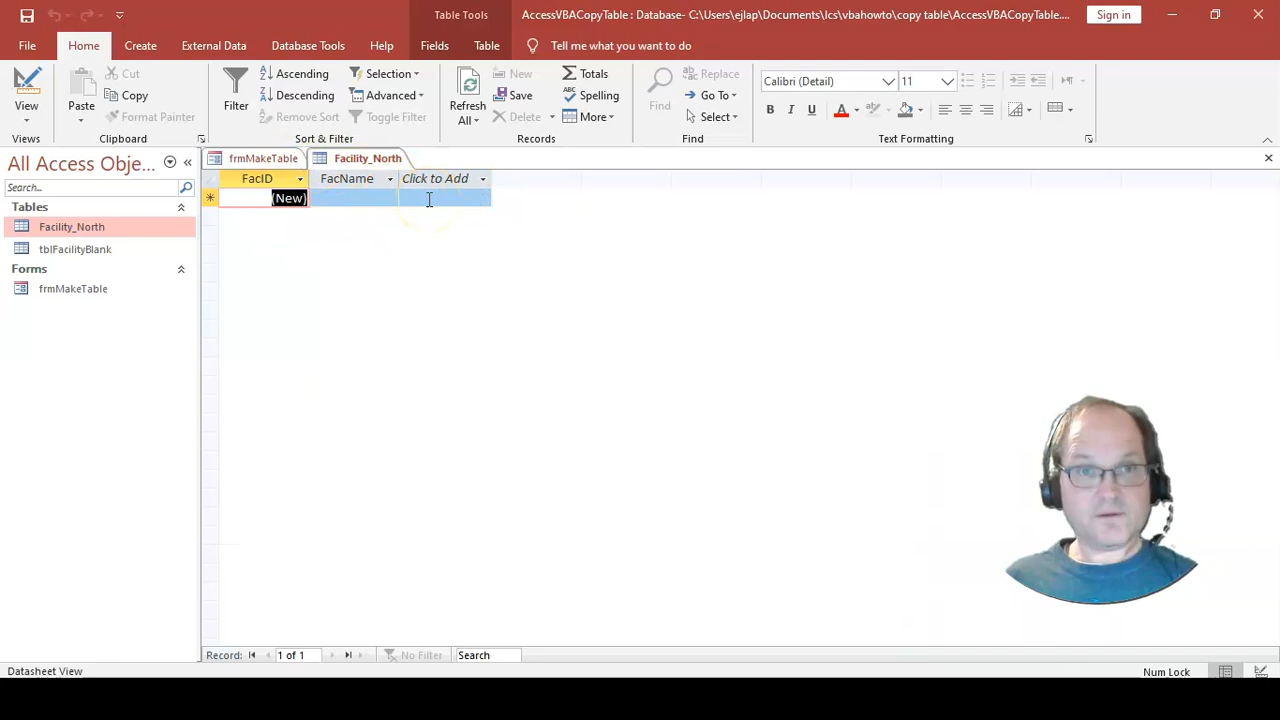 Table Tools
AccessVBACopyTable : Database- C:\Users\ejlap\Documents\lcs\vbahowto\copy table\AccessVBACopyTable....
Sign in
File
Home
Create
External Data
Database Tools
Help
Fields
Table
Tell me what you want to do
View
Views
Paste
Cut
Copy
Format Painter
Clipboard
Filter
Ascending
Descending
Remove Sort
Selection
Advanced
Toggle Filter
Sort & Filter
Refresh
All
New
Save
Delete
Totals
Spelling
More
Records
Find
Replace
Go To
Select
Find
Calibri (Detail)
11
B I U
A
Text Formatting
All Access Obje...
Search...
Tables
Facility_North
tblFacilityBlank
Forms
frmMakeTable
frmMakeTable
Facility_North
FacID
FacName
Click to Add
(New)
Record:
1 of 1
No Filter
Search
Datasheet View
Num Lock